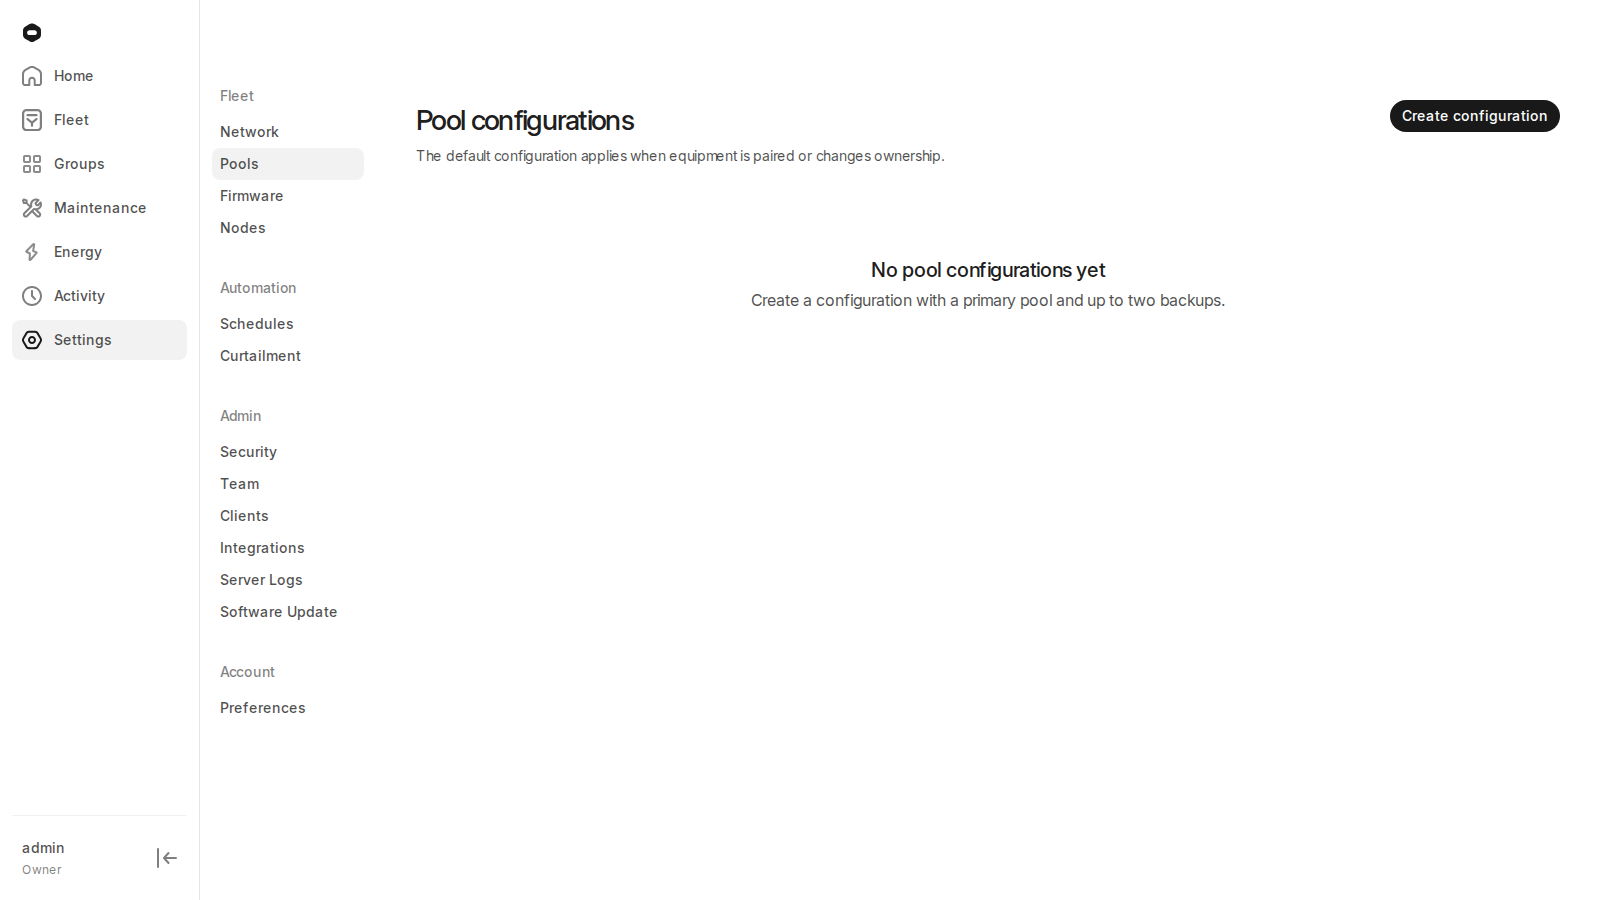 Home
Fleet
Groups
Maintenance
Energy
Activity
Settings
admin
Owner
Fleet
Network
Pools
Firmware
Nodes
Automation
Schedules
Curtailment
Admin
Security
Team
Clients
Integrations
Server Logs
Software Update
Account
Preferences
Pool configurations
Create configuration
The default configuration applies when equipment is paired or changes ownership.
No pool configurations yet
Create a configuration with a primary pool and up to two backups.